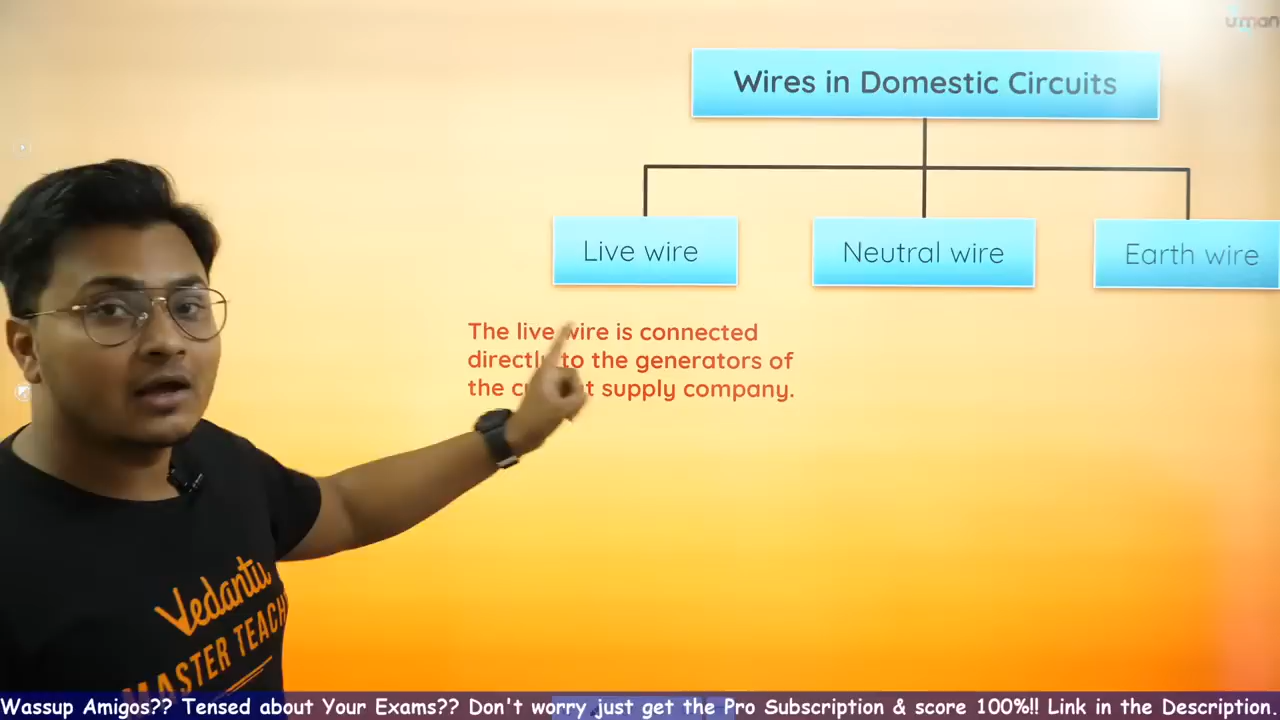 Wires in Domestic Circuits
Live wire
Neutral wire
Earth wire
The live wire is connected
directly to the generators of
the supply company.
Vedantu
MASTER TEACH
Wassup Amigos?? Tensed about Your Exams?? Don't worry just get the Pro Subscription & score 100%!! Link in the Description.